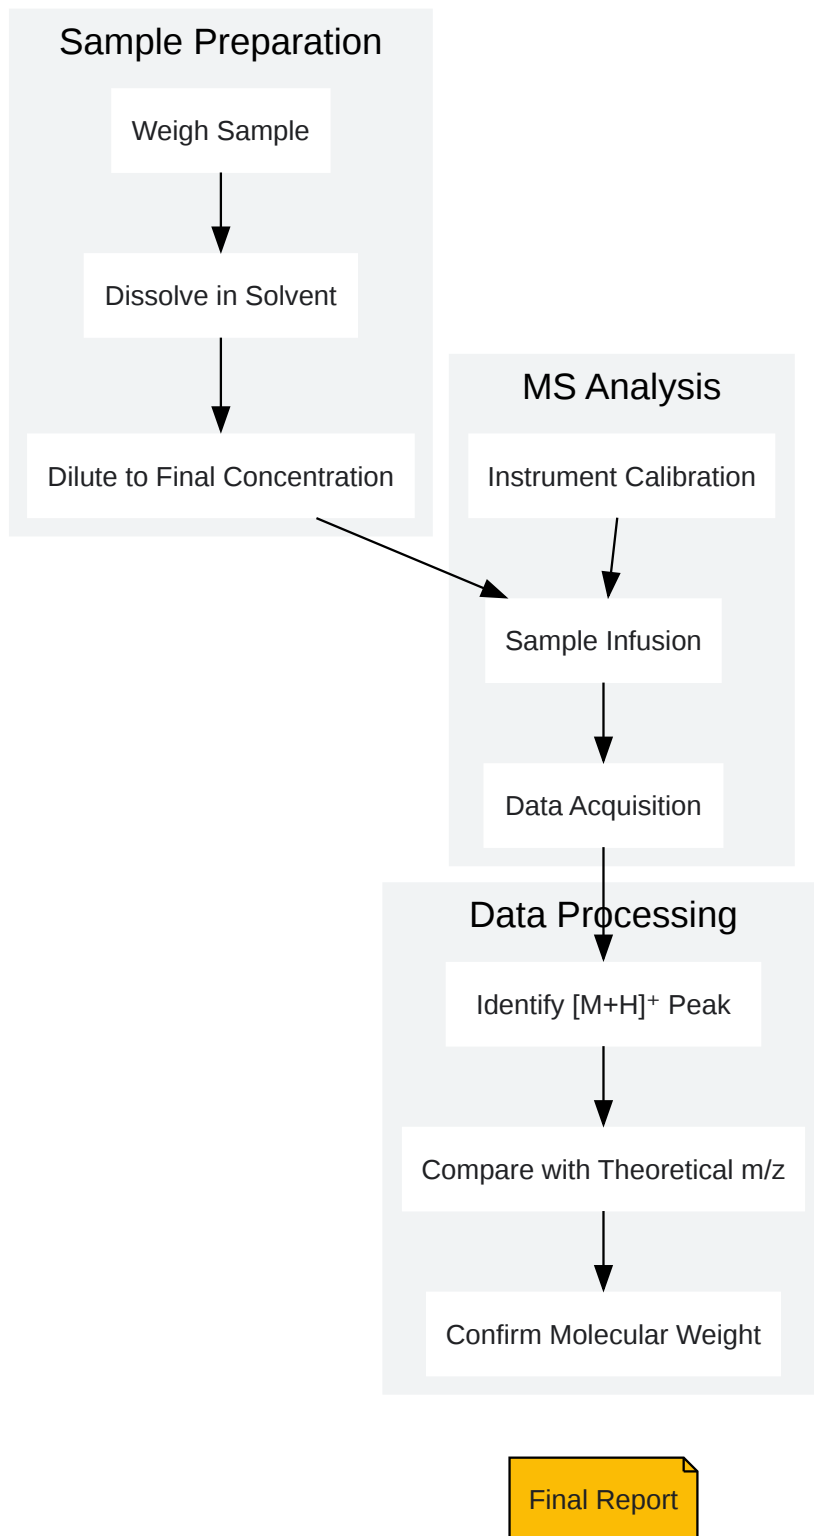 Sample Preparation
Weigh Sample
Dissolve in Solvent
Dilute to Final Concentration
MS Analysis
Instrument Calibration
Sample Infusion
Data Acquisition
Data Processing
Identify [M+H]⁺ Peak
Compare with Theoretical m/z
Confirm Molecular Weight
Final Report